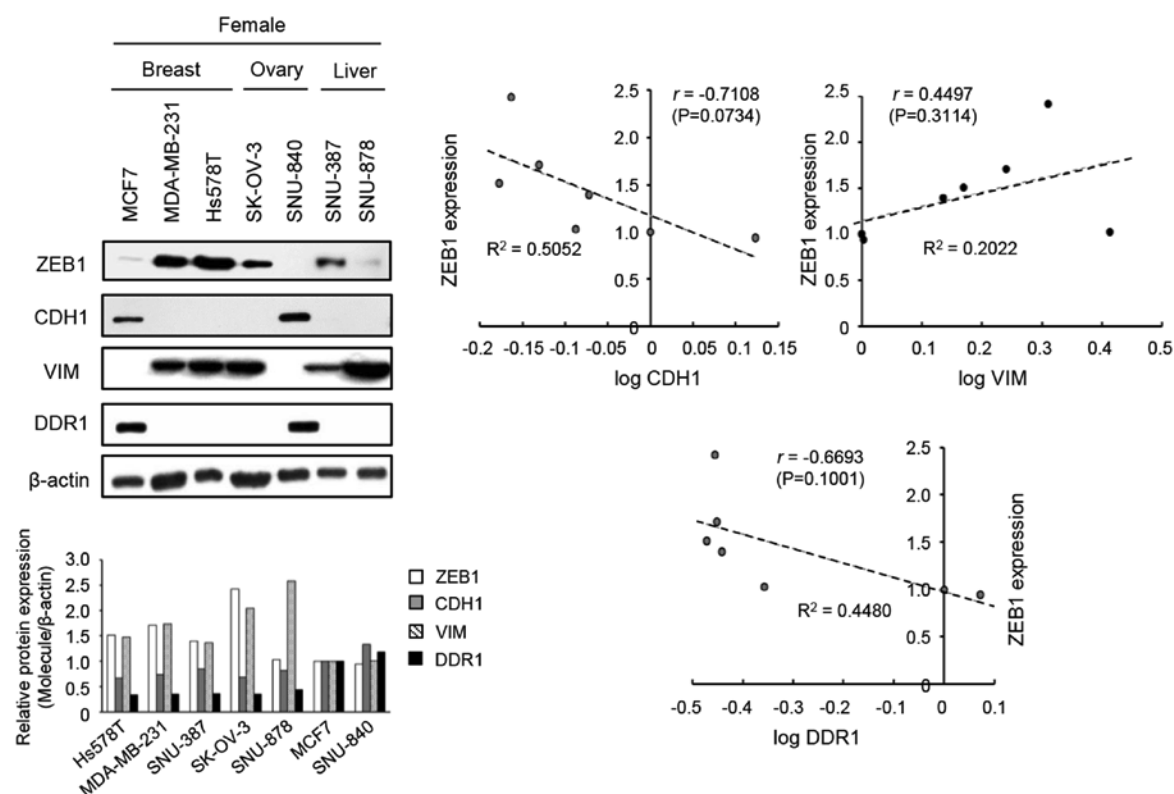 Female
Breast Ovary Liver
MCF7
MDA-MB-231
Hs578T
SK-OV-3
SNU-840
SNU-387
SNU-878
ZEB1
CDH1
VIM
DDR1
β-actin
Relative protein expression
(Molecule/β-actin)
3.0
2.5
2.0
1.5
1.0
0.5
0
Hs578T
MDA-MB-231
SNU-387
SK-OV-3
SNU-878
MCF7
SNU-840
ZEB1
CDH1
VIM
DDR1
ZEB1 expression
2.5
2.0
1.5
1.0
0.5
0
r = -0.7108
(P=0.0734)
R² = 0.5052
-0.2 -0.15 -0.1 -0.05 0 0.05 0.1 0.15
log CDH1
ZEB1 expression
2.5
2.0
1.5
1.0
0.5
0
r = 0.4497
(P=0.3114)
R² = 0.2022
0 0.1 0.2 0.3 0.4 0.5
log VIM
r = -0.6693
(P=0.1001)
R² = 0.4480
2.5
2.0
1.5
1.0
0.5
0
ZEB1 expression
-0.5 -0.4 -0.3 -0.2 -0.1 0 0.1
log DDR1